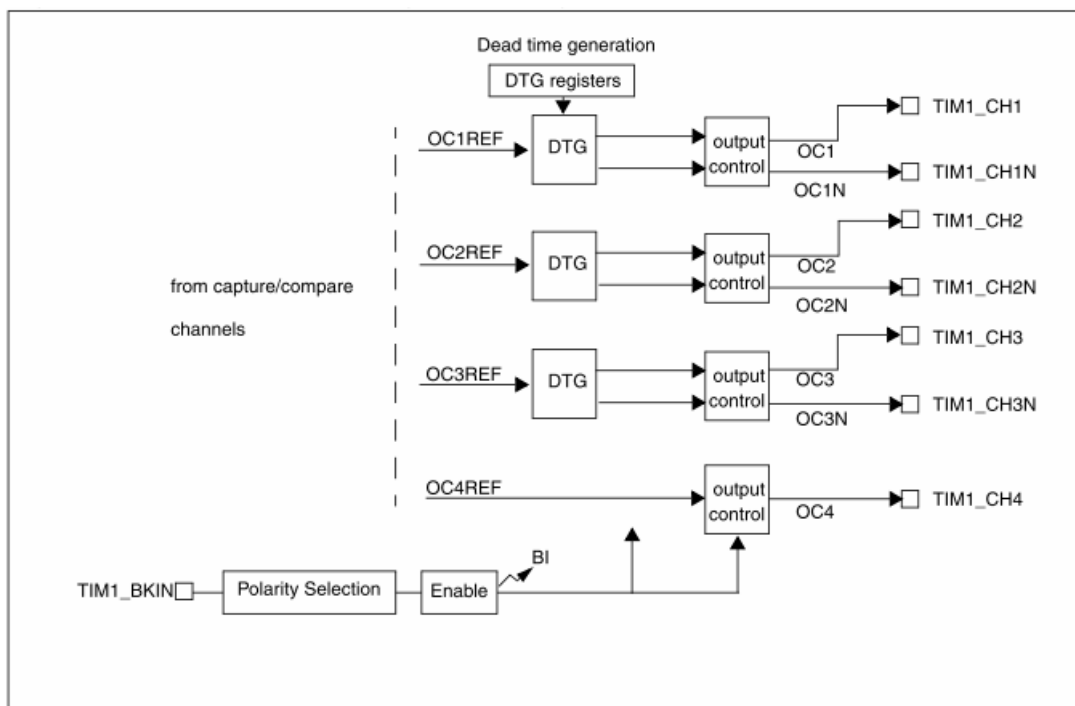 Dead time generation
DTG registers
TIM1_CH1
OC1REF
DTG
output
control
OC1
TIM1_CH1N
OC1N
TIM1_CH2
OC2REF
DTG
output
control
OC2
TIM1_CH2N
OC2N
from capture/compare
channels
TIM1_CH3
OC3REF
DTG
output
control
OC3
TIM1_CH3N
OC3N
OC4REF
output
control
OC4
TIM1_CH4
BI
TIM1_BKIN
Polarity Selection
Enable